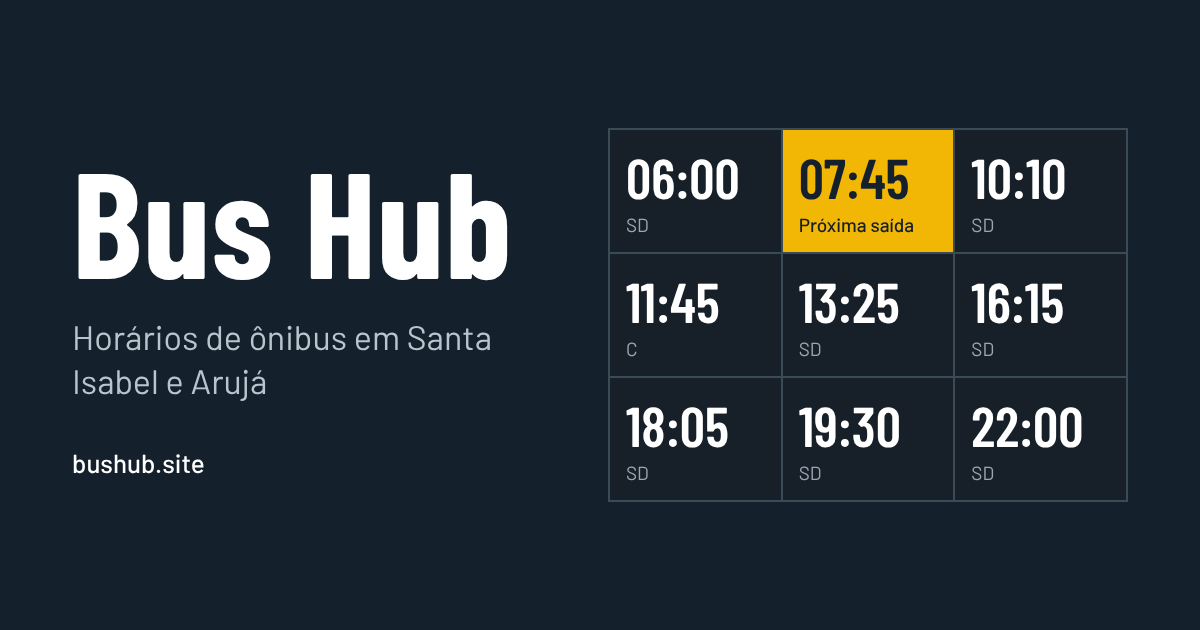 Bus Hub
Horários de ônibus em Santa
Isabel e Arujá
bushub.site
06:00
SD
07:45
Próxima saída
10:10
SD
11:45
C
13:25
SD
16:15
SD
18:05
SD
19:30
SD
22:00
SD